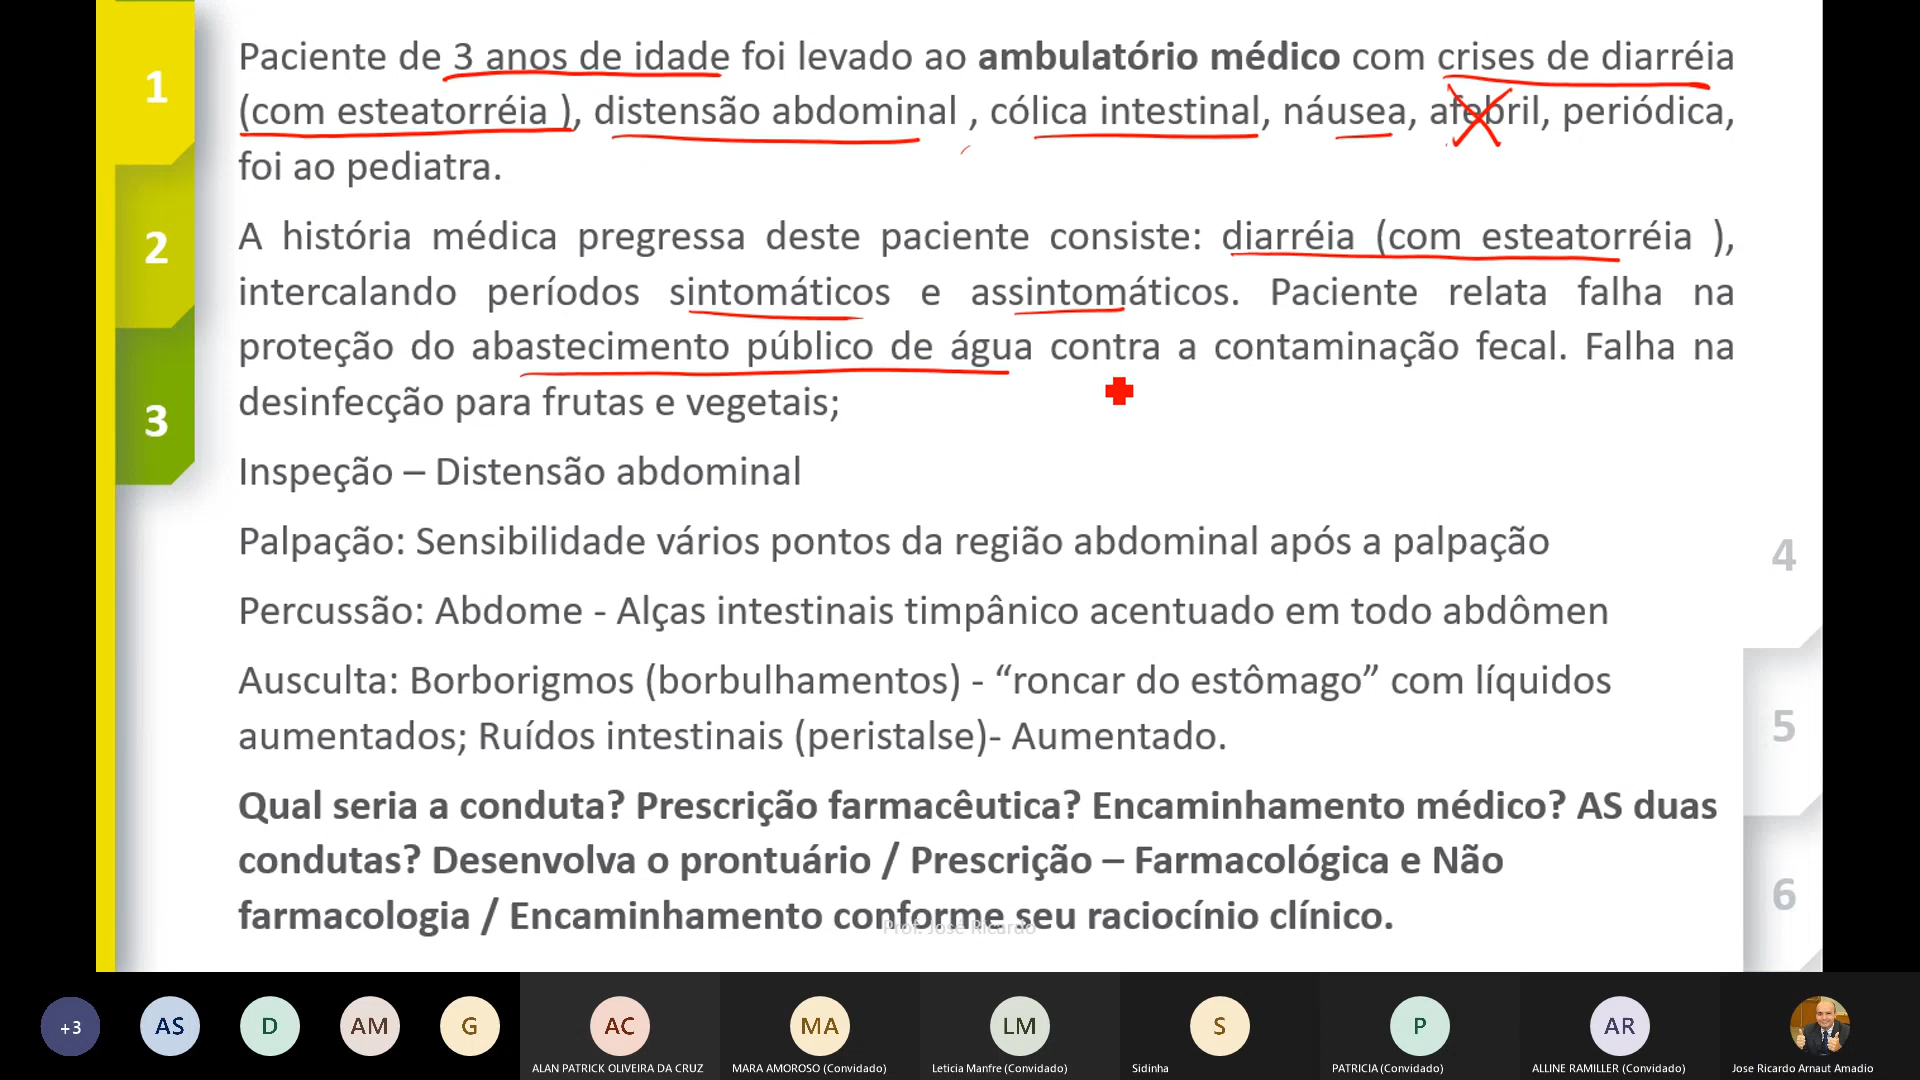 1
Paciente de 3 anos de idade foi levado ao ambulatório médico com crises de diarréia
(com esteatorréia ), distensão abdominal , cólica intestinal, náusea, afebril, periódica,
foi ao pediatra.
2
A história médica pregressa deste paciente consiste: diarréia (com esteatorréia ),
intercalando períodos sintomáticos e assintomáticos. Paciente relata falha na
proteção do abastecimento público de água contra a contaminação fecal. Falha na
3
desinfecção para frutas e vegetais;
Inspeção – Distensão abdominal
Palpação: Sensibilidade vários pontos da região abdominal após a palpação
4
Percussão: Abdome - Alças intestinais timpânico acentuado em todo abdômen
Ausculta: Borborigmos (borbulhamentos) - “roncar do estômago” com líquidos
aumentados; Ruídos intestinais (peristalse)- Aumentado.
5
Qual seria a conduta? Prescrição farmacêutica? Encaminhamento médico? AS duas
condutas? Desenvolva o prontuário / Prescrição – Farmacológica e Não
farmacologia / Encaminhamento conforme seu raciocínio clínico.
6
Prof. José Ricardo
+3 AS D AM G AC MA LM S P AR
ALAN PATRICK OLIVEIRA DA CRUZ MARA AMOROSO (Convidado) Leticia Manfre (Convidado) Sidinha PATRICIA (Convidado) ALLINE RAMILLER (Convidado) Jose Ricardo Arnaut Amadio